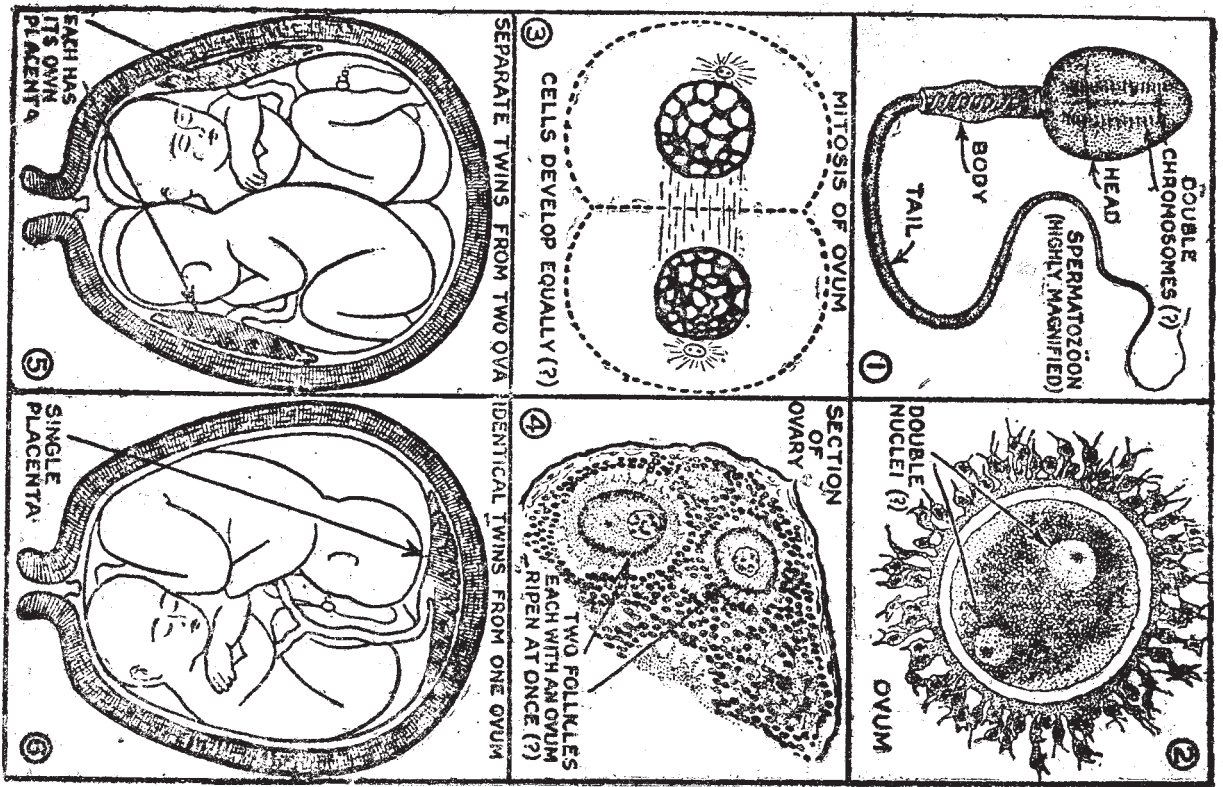 DOUBLE
CHROMOSOMES (?)
HEAD
BODY
TAIL
SPERMATOZÖON
(HIGHLY MAGNIFIED)
①
DOUBLE
NUCLEI (?)
OVUM
②
MITOSIS OF OVUM
CELLS DEVELOP EQUALLY (?)
③
SECTION
OF
OVARY
TWO FOLLICLES
EACH WITH AN OVUM
RIPEN AT ONCE (?)
④
SEPARATE TWINS FROM TWO OVA
EACH HAS
ITS OWN
PLACENTA
⑤
IDENTICAL TWINS FROM ONE OVUM
SINGLE
PLACENTA
⑥